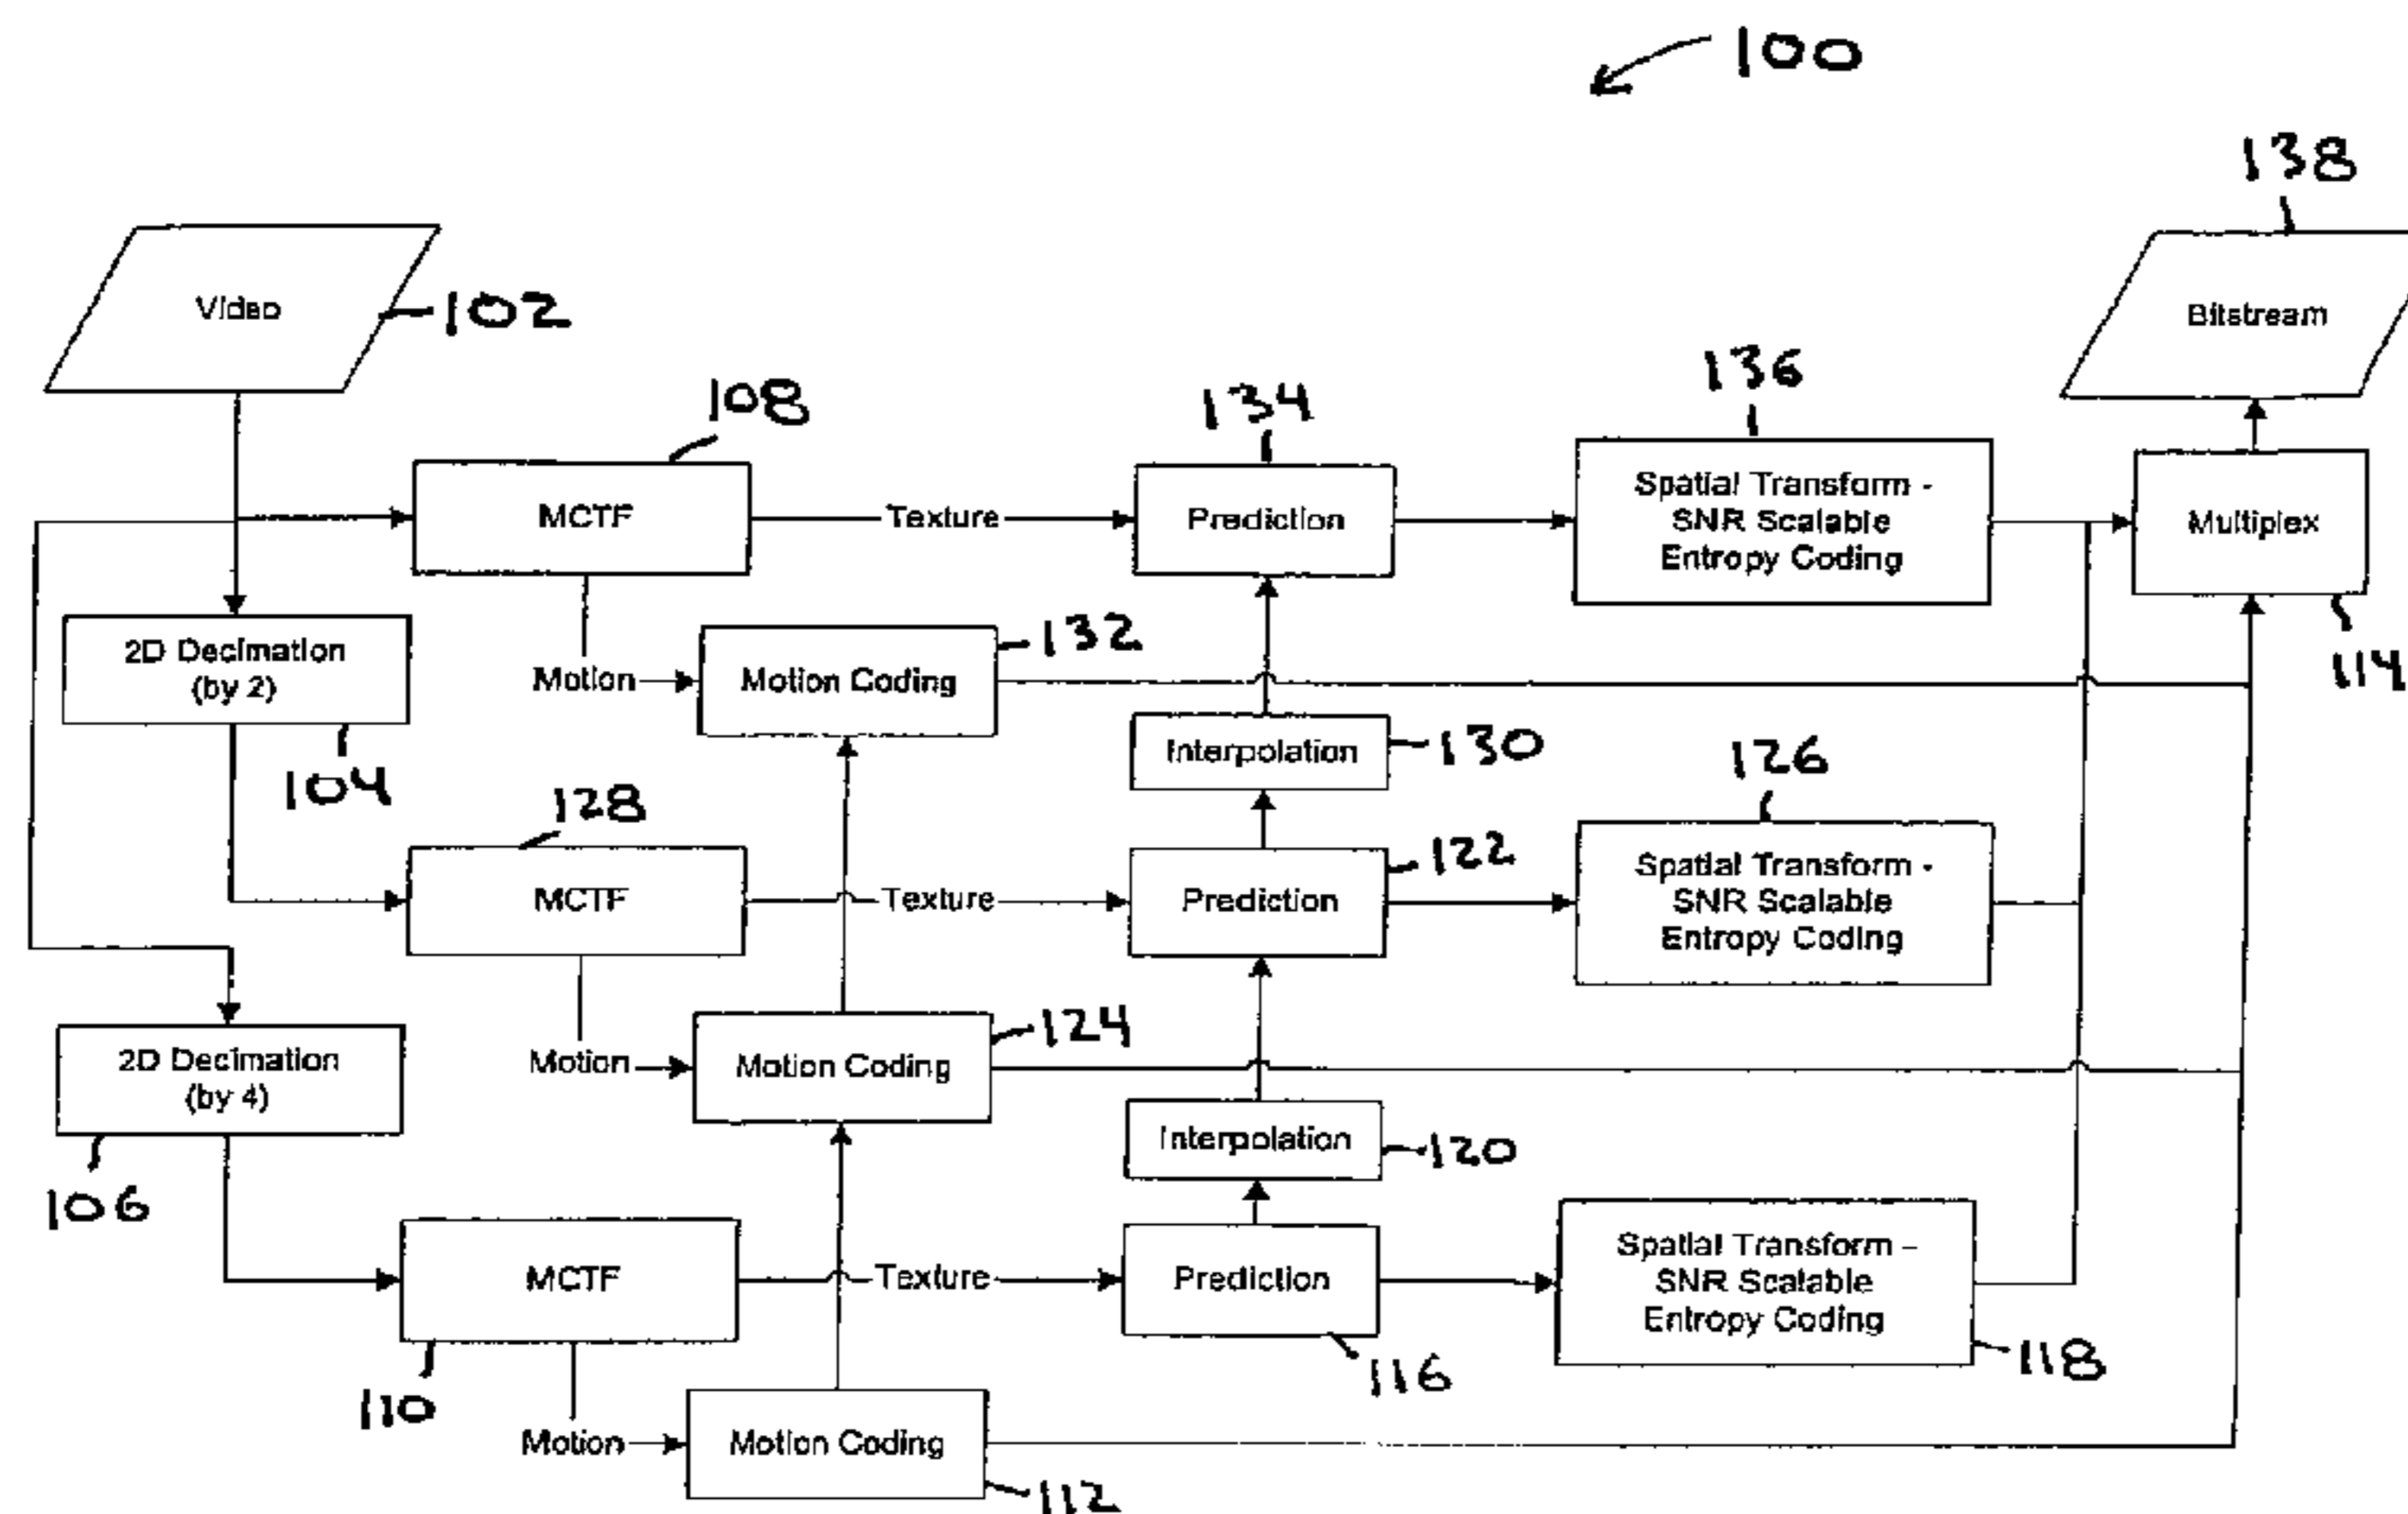 100
138
Video
102
Bitstream
108
134
136
MCTF
Texture
Prediction
Spatial Transform -
SNR Scalable
Entropy Coding
Multiplex
114
2D Decimation
(by 2)
104
Motion
Motion Coding
132
Interpolation
130
128
126
MCTF
Texture
Prediction
122
Spatial Transform -
SNR Scalable
Entropy Coding
2D Decimation
(by 4)
106
Motion
Motion Coding
124
Interpolation
120
MCTF
110
Texture
Prediction
116
Spatial Transform –
SNR Scalable
Entropy Coding
118
Motion
Motion Coding
112